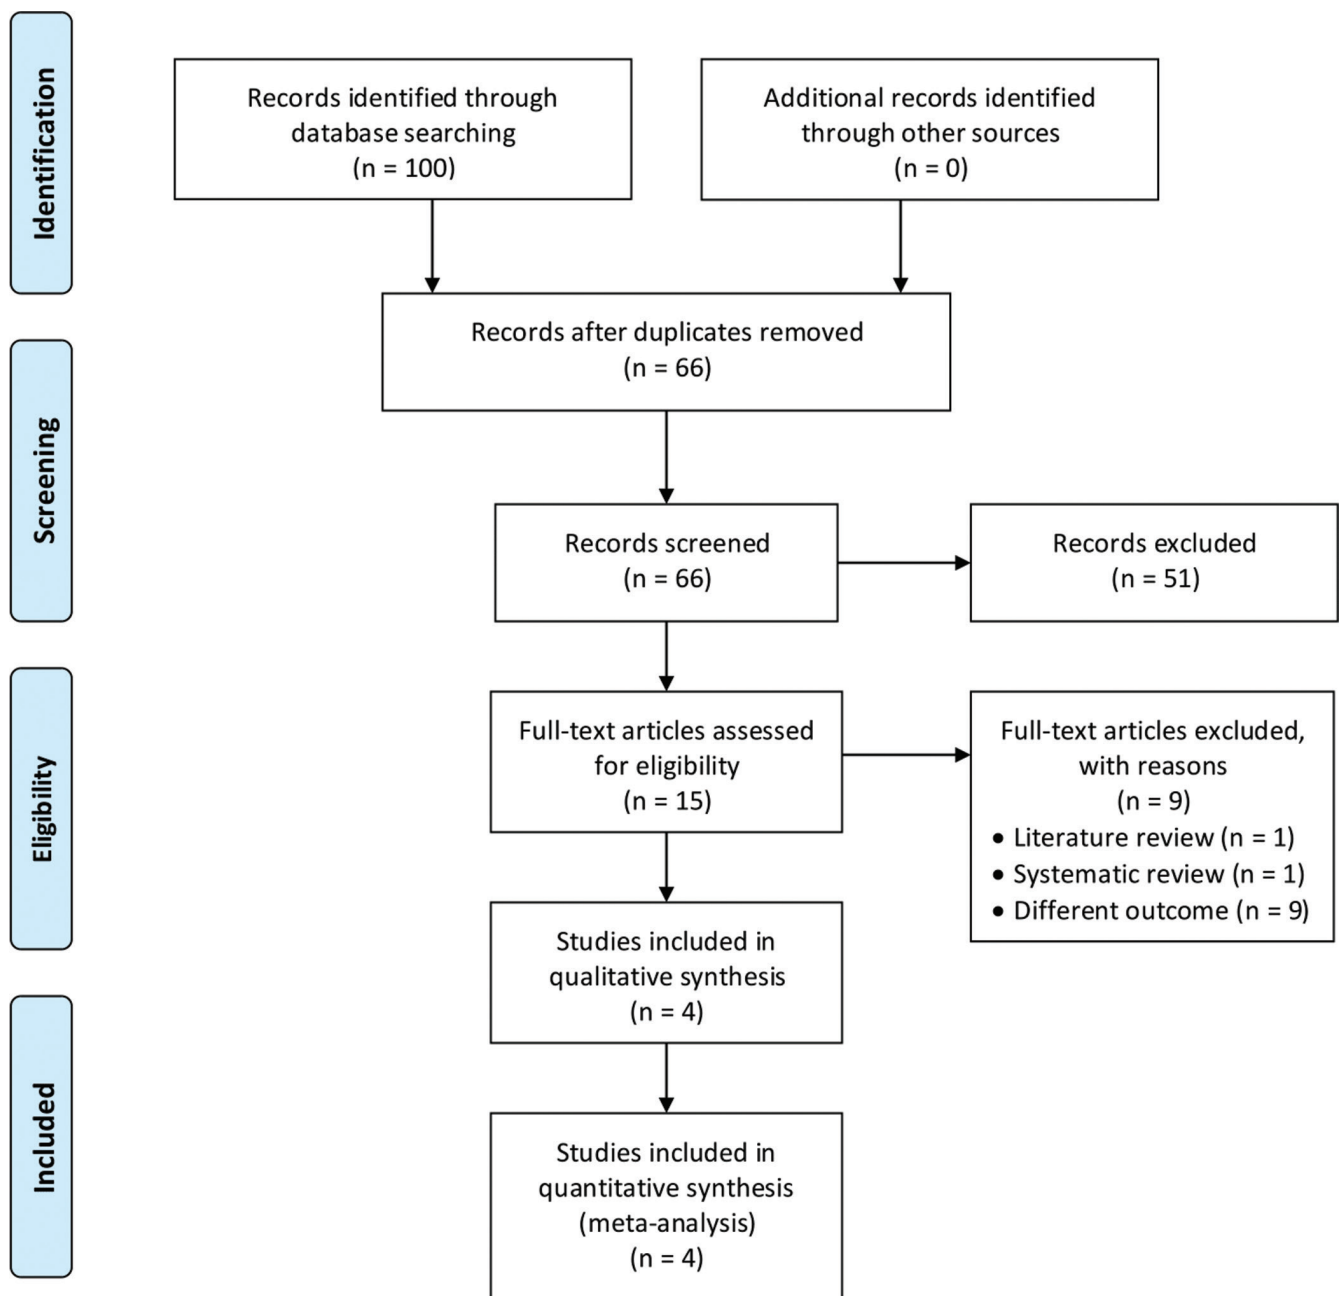 Identification
Records identified through
database searching
(n = 100)
Additional records identified
through other sources
(n = 0)
Records after duplicates removed
(n = 66)
Screening
Records screened
(n = 66)
Records excluded
(n = 51)
Eligibility
Full-text articles assessed
for eligibility
(n = 15)
Full-text articles excluded,
with reasons
(n = 9)
• Literature review (n = 1)
• Systematic review (n = 1)
• Different outcome (n = 9)
Studies included in
qualitative synthesis
(n = 4)
Included
Studies included in
quantitative synthesis
(meta-analysis)
(n = 4)